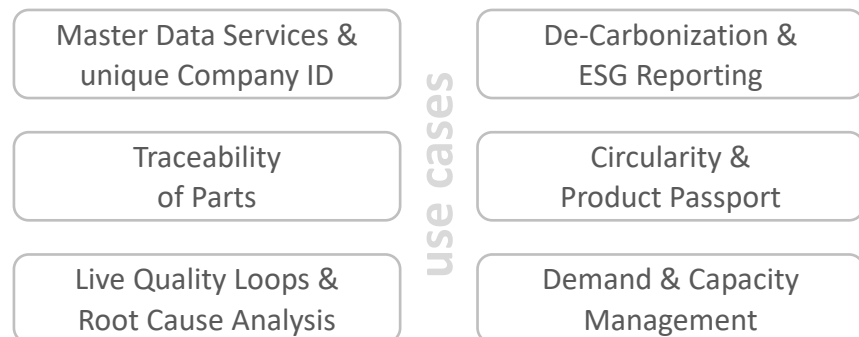 Master Data Services &
unique Company ID
Traceability
of Parts
Live Quality Loops &
Root Cause Analysis
use cases
De-Carbonization &
ESG Reporting
Circularity &
Product Passport
Demand & Capacity
Management